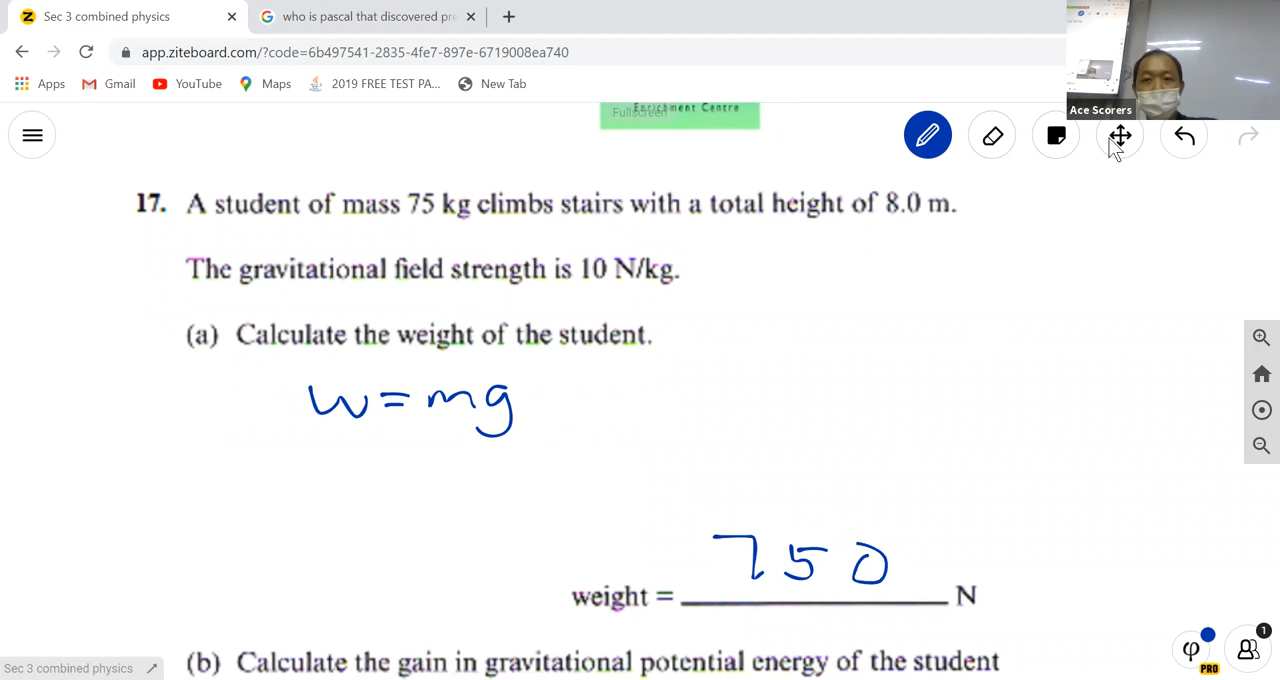 Sec 3 combined physics
who is pascal that discovered pre
app.ziteboard.com/?code=6b497541-2835-4fe7-897e-6719008ea740
Apps
Gmail
YouTube
Maps
2019 FREE TEST PA...
New Tab
Ace Scorers
Enrichment Centre
Fullscreen
17. A student of mass 75 kg climbs stairs with a total height of 8.0 m.
The gravitational field strength is 10 N/kg.
(a) Calculate the weight of the student.
W = mg
750
weight = N
(b) Calculate the gain in gravitational potential energy of the student
Sec 3 combined physics
φ
PRO
1